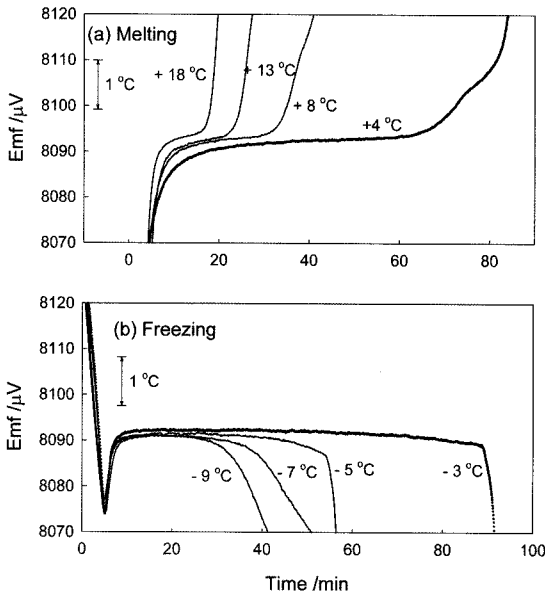 8120
(a) Melting
8110
+ 18 °C
+ 13 °C
1 °C
8100
+ 8 °C
+4 °C
8090
8080
8070
Emf /μV
0
20
40
60
80
8120
(b) Freezing
8110
1 °C
8100
8090
- 9 °C
- 7 °C
- 5 °C
- 3 °C
8080
8070
Emf /μV
0
20
40
60
80
100
Time /min